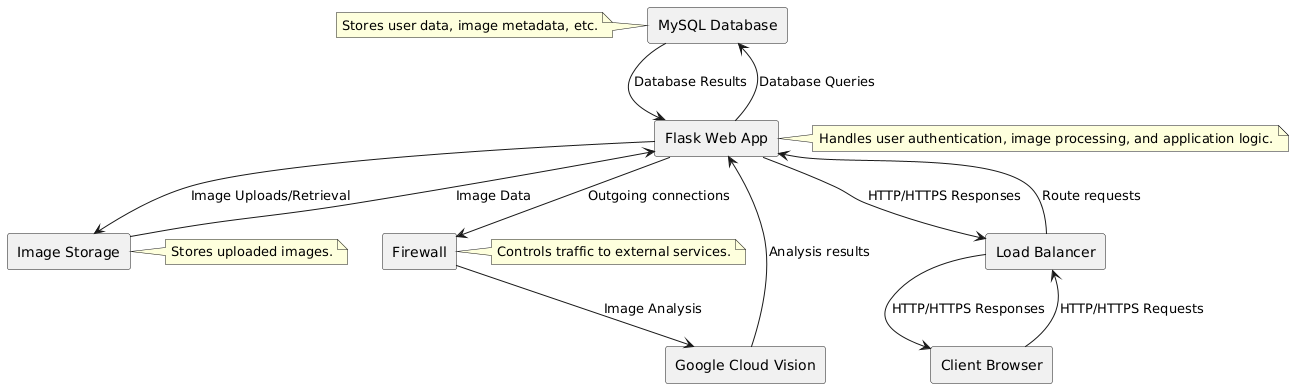 Stores user data, image metadata, etc.
MySQL Database
Database Results
Database Queries
Flask Web App
Handles user authentication, image processing, and application logic.
Image Uploads/Retrieval
Image Data
Outgoing connections
HTTP/HTTPS Responses
Route requests
Image Storage
Stores uploaded images.
Firewall
Controls traffic to external services.
Analysis results
Load Balancer
Image Analysis
HTTP/HTTPS Responses
HTTP/HTTPS Requests
Google Cloud Vision
Client Browser